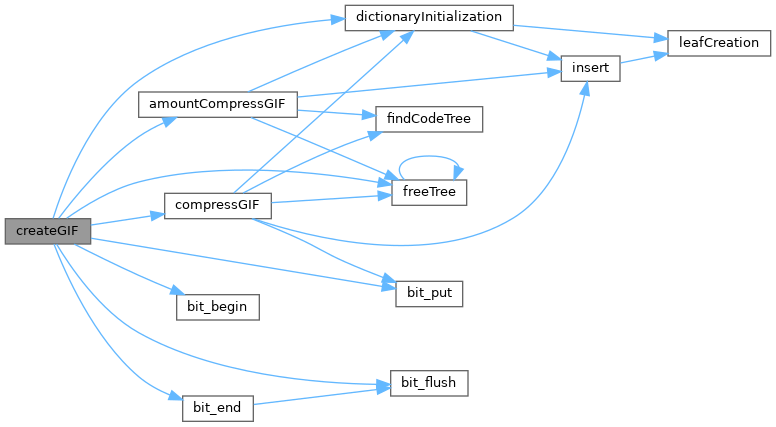 dictionaryInitialization
leafCreation
insert
amountCompressGIF
findCodeTree
freeTree
compressGIF
createGIF
bit_put
bit_begin
bit_flush
bit_end